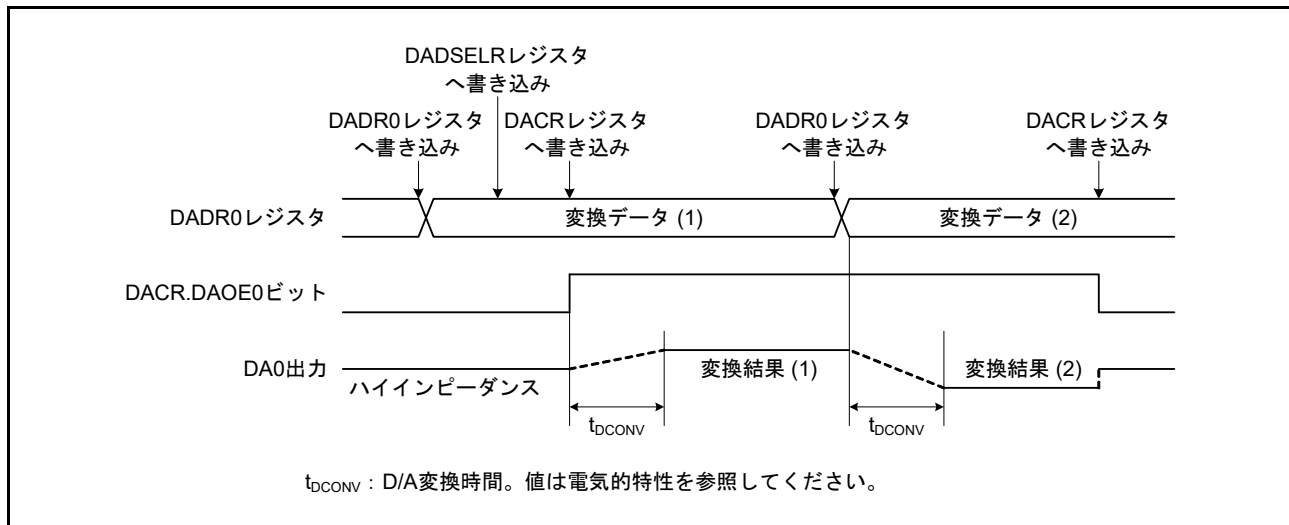 DADSELRレジスタ
へ書き込み
DADR0レジスタ
へ書き込み
DACRレジスタ
へ書き込み
DADR0レジスタ
へ書き込み
DACRレジスタ
へ書き込み
DADR0レジスタ
変換データ (1)
変換データ (2)
DACR.DAOE0ビット
DA0出力
ハイインピーダンス
変換結果 (1)
変換結果 (2)
tDCONV
tDCONV
tDCONV：D/A変換時間。値は電気的特性を参照してください。